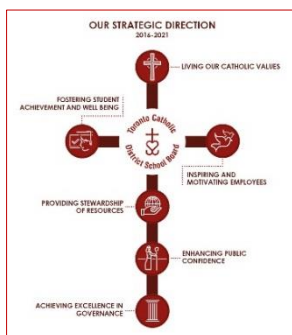 OUR STRATEGIC DIRECTION
2016-2021
LIVING OUR CATHOLIC VALUES
FOSTERING STUDENT
ACHIEVEMENT AND WELL BEING
Toronto Catholic
District School Board
INSPIRING AND
MOTIVATING EMPLOYEES
PROVIDING STEWARDSHIP
OF RESOURCES
ENHANCING PUBLIC
CONFIDENCE
ACHIEVING EXCELLENCE IN
GOVERNANCE